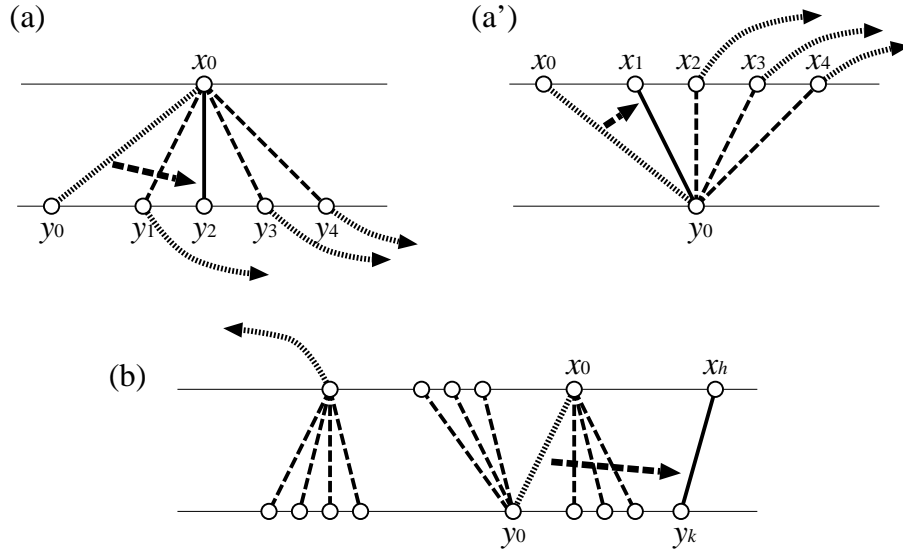 (a) (a’)
x0 x0 x1 x2 x3 x4
y0 y1 y2 y3 y4 y0
(b) x0 xh
y0 yk